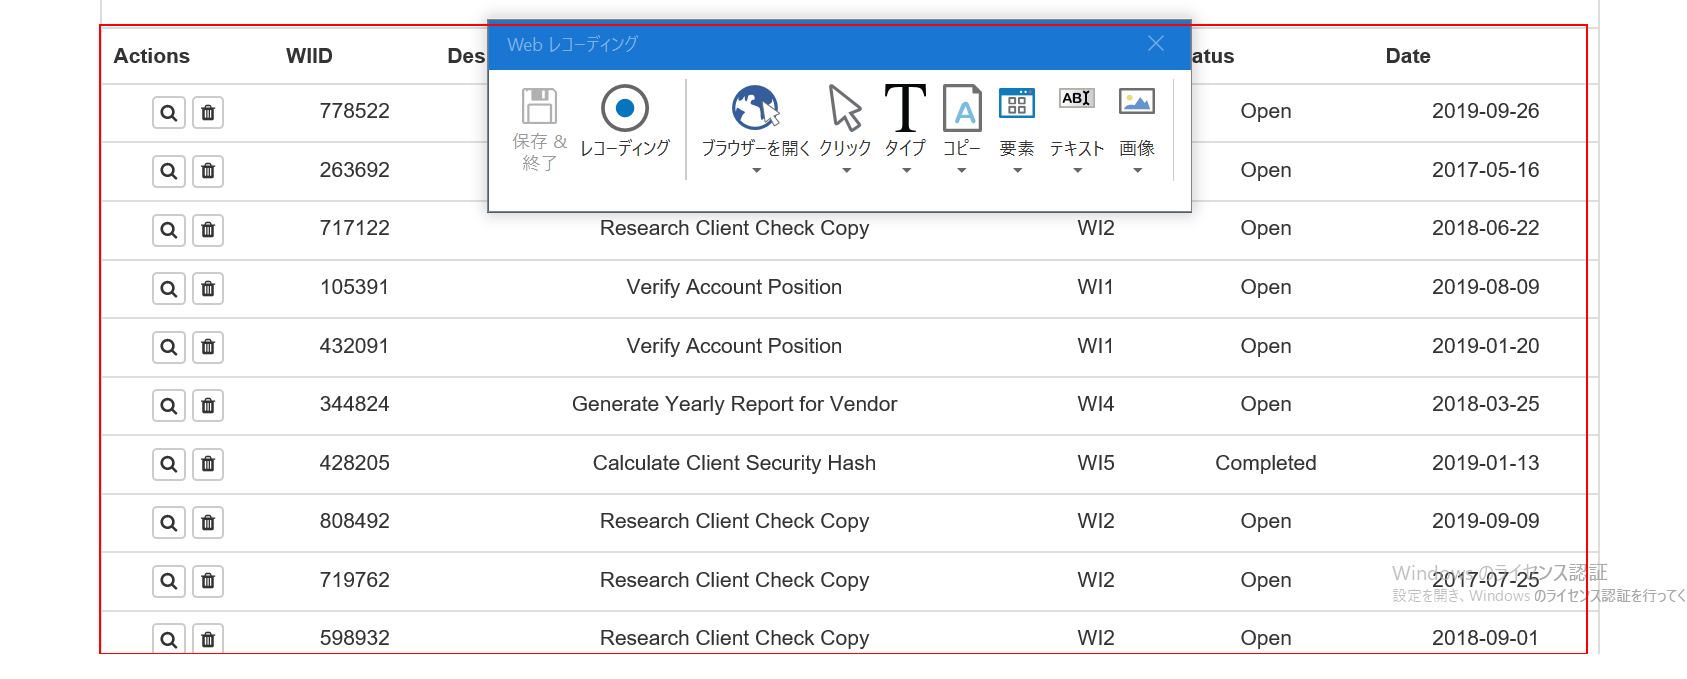 Actions WIID Des atus Date
Web レコーディング
保存 &
終了
レコーディング
ブラウザーを開く
クリック
タイプ
コピー
要素
テキスト
画像
T
A
AB
778522 Open 2019-09-26
263692 Open 2017-05-16
717122 Research Client Check Copy WI2 Open 2018-06-22
105391 Verify Account Position WI1 Open 2019-08-09
432091 Verify Account Position WI1 Open 2019-01-20
344824 Generate Yearly Report for Vendor WI4 Open 2018-03-25
428205 Calculate Client Security Hash WI5 Completed 2019-01-13
808492 Research Client Check Copy WI2 Open 2019-09-09
719762 Research Client Check Copy WI2 Open 2017-07-25
Windows のライセンス認証
設定を開き、Windows のライセンス認証を行ってく
598932 Research Client Check Copy WI2 Open 2018-09-01